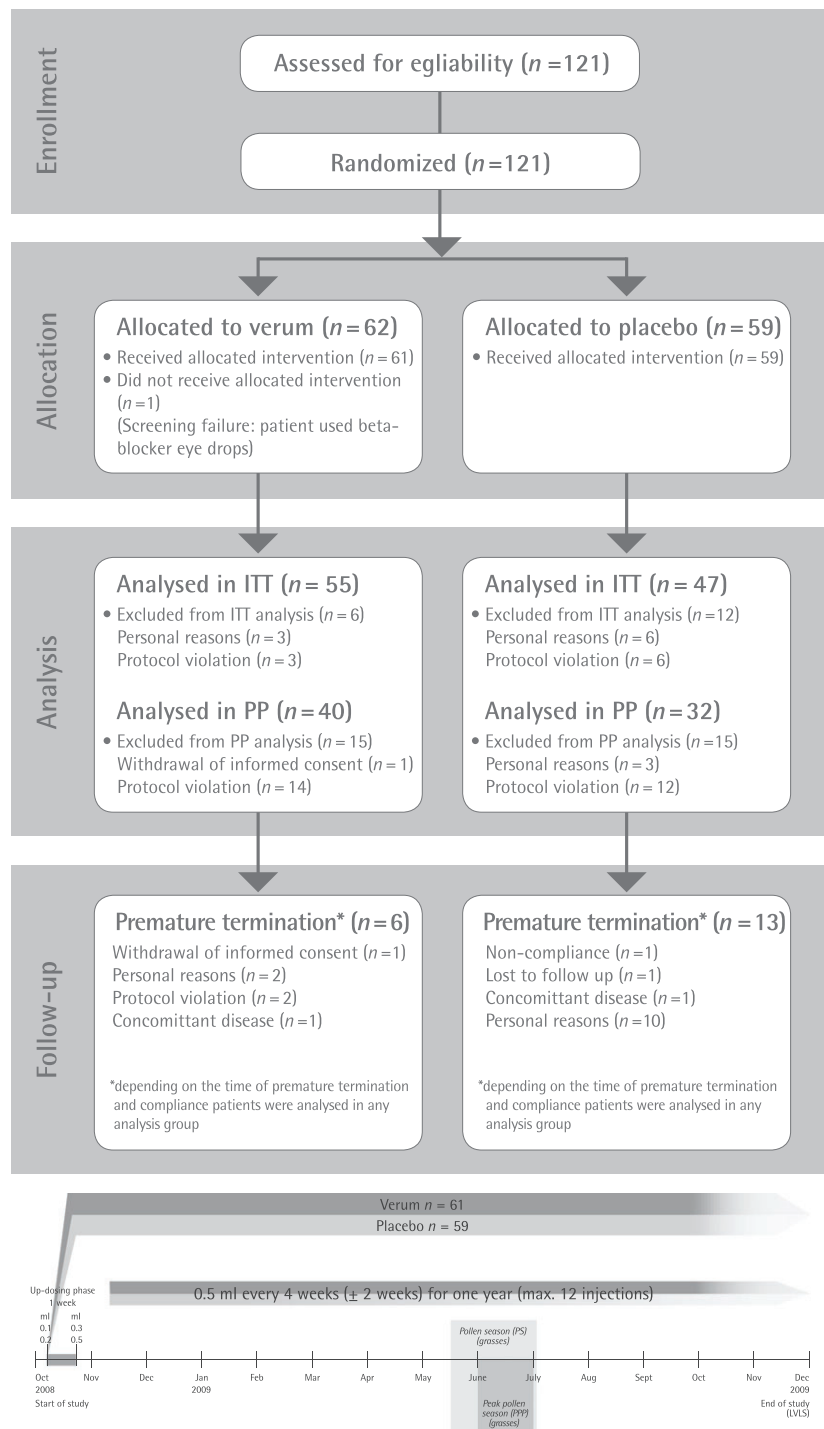 Enrollment
Assessed for egliability (n =121)
Randomized (n=121)
Allocation
Allocated to verum (n= 62)
• Received allocated intervention (n= 61)
• Did not receive allocated intervention
(n=1)
(Screening failure: patient used beta-
blocker eye drops)
Allocated to placebo (n= 59)
• Received allocated intervention (n= 59)
Analysis
Analysed in ITT (n= 55)
• Excluded from ITT analysis (n= 6)
Personal reasons (n= 3)
Protocol violation (n= 3)
Analysed in PP (n= 40)
• Excluded from PP analysis (n= 15)
Withdrawal of informed consent (n= 1)
Protocol violation (n= 14)
Analysed in ITT (n= 47)
• Excluded from ITT analysis (n=12)
Personal reasons (n= 6)
Protocol violation (n= 6)
Analysed in PP (n= 32)
• Excluded from PP analysis (n=15)
Personal reasons (n= 3)
Protocol violation (n= 12)
Follow-up
Premature termination* (n= 6)
Withdrawal of informed consent (n=1)
Personal reasons (n= 2)
Protocol violation (n= 2)
Concomittant disease (n=1)
*depending on the time of premature termination
and compliance patients were analysed in any
analysis group
Premature termination* (n= 13)
Non-compliance (n=1)
Lost to follow up (n=1)
Concomittant disease (n=1)
Personal reasons (n=10)
*depending on the time of premature termination
and compliance patients were analysed in any
analysis group
Verum n = 61
Placebo n = 59
Up-dosing phase
1 week
ml ml
0.1 0.3
0.2 0.5
0.5 ml every 4 weeks (± 2 weeks) for one year (max. 12 injections)
Pollen season (PS)
(grasses)
Oct Nov Dec Jan Feb Mar Apr May June July Aug Sept Oct Nov Dec
2008 2009 2009
Start of study
Peak pollen
season (PPP)
(grasses)
End of study
(LVLS)